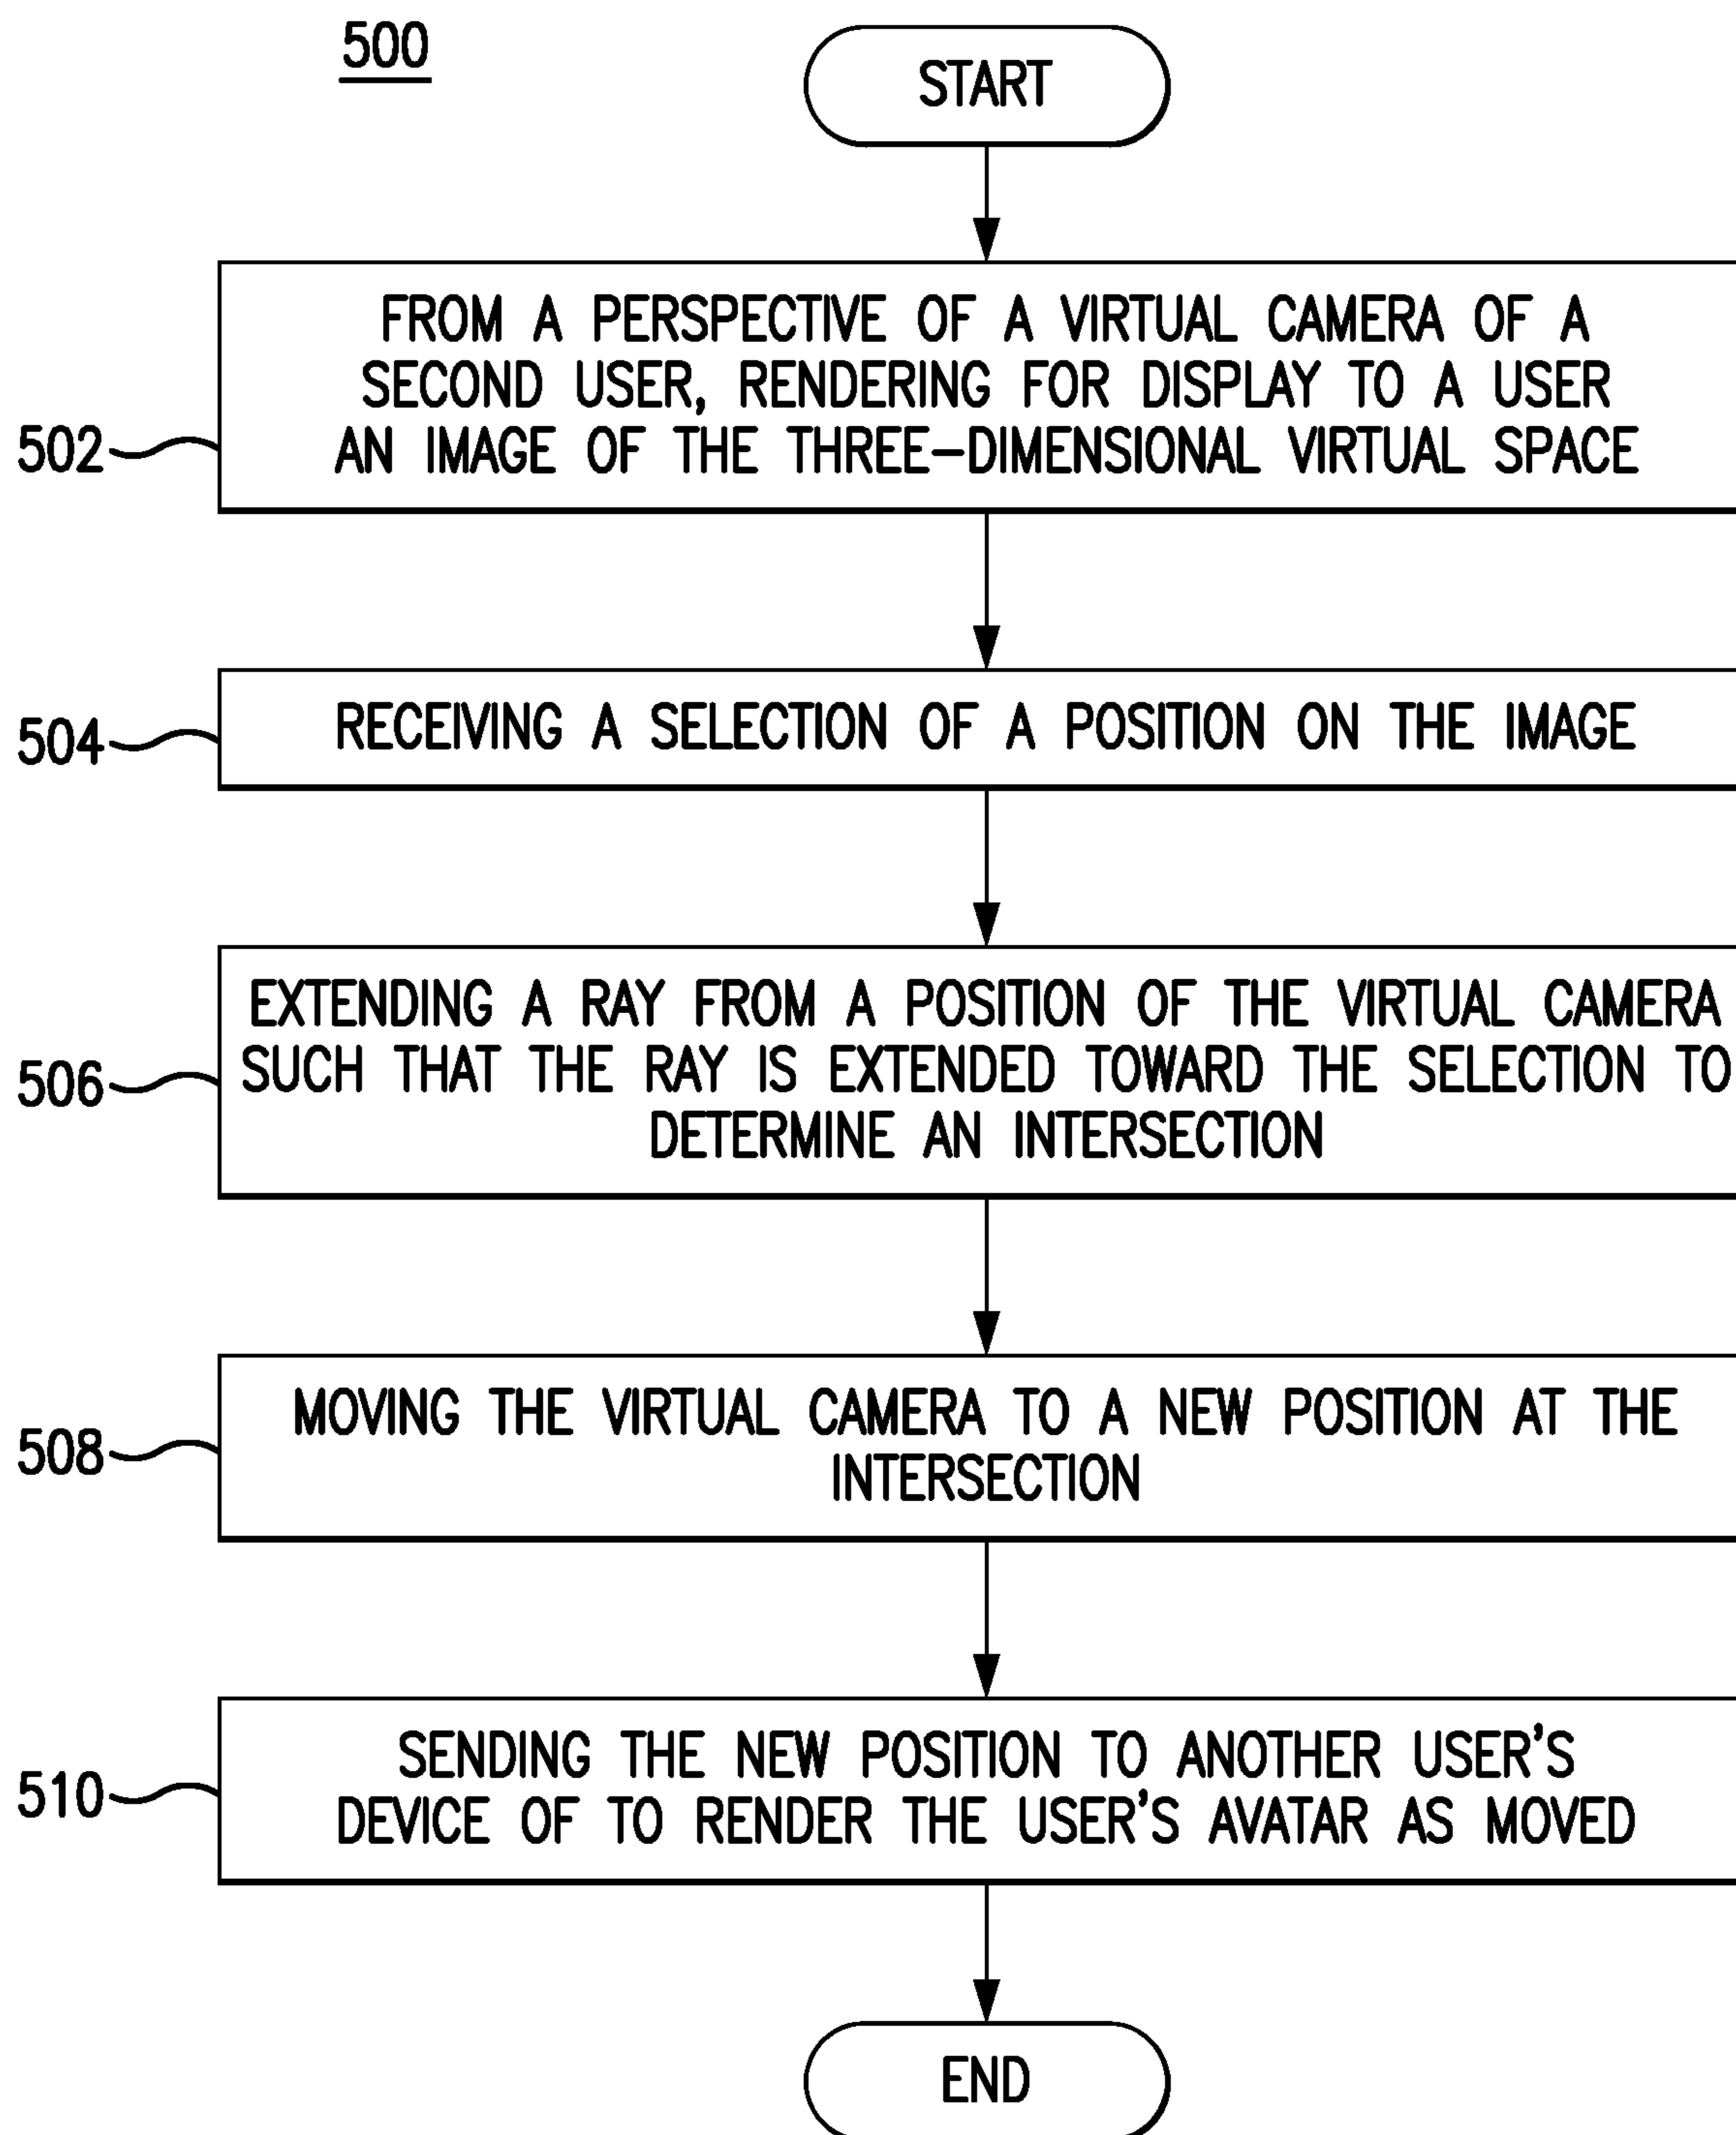 500
START
FROM A PERSPECTIVE OF A VIRTUAL CAMERA OF A
SECOND USER, RENDERING FOR DISPLAY TO A USER
AN IMAGE OF THE THREE-DIMENSIONAL VIRTUAL SPACE
502
RECEIVING A SELECTION OF A POSITION ON THE IMAGE
504
EXTENDING A RAY FROM A POSITION OF THE VIRTUAL CAMERA
SUCH THAT THE RAY IS EXTENDED TOWARD THE SELECTION TO
DETERMINE AN INTERSECTION
506
MOVING THE VIRTUAL CAMERA TO A NEW POSITION AT THE
INTERSECTION
508
SENDING THE NEW POSITION TO ANOTHER USER'S
DEVICE OF TO RENDER THE USER'S AVATAR AS MOVED
510
END